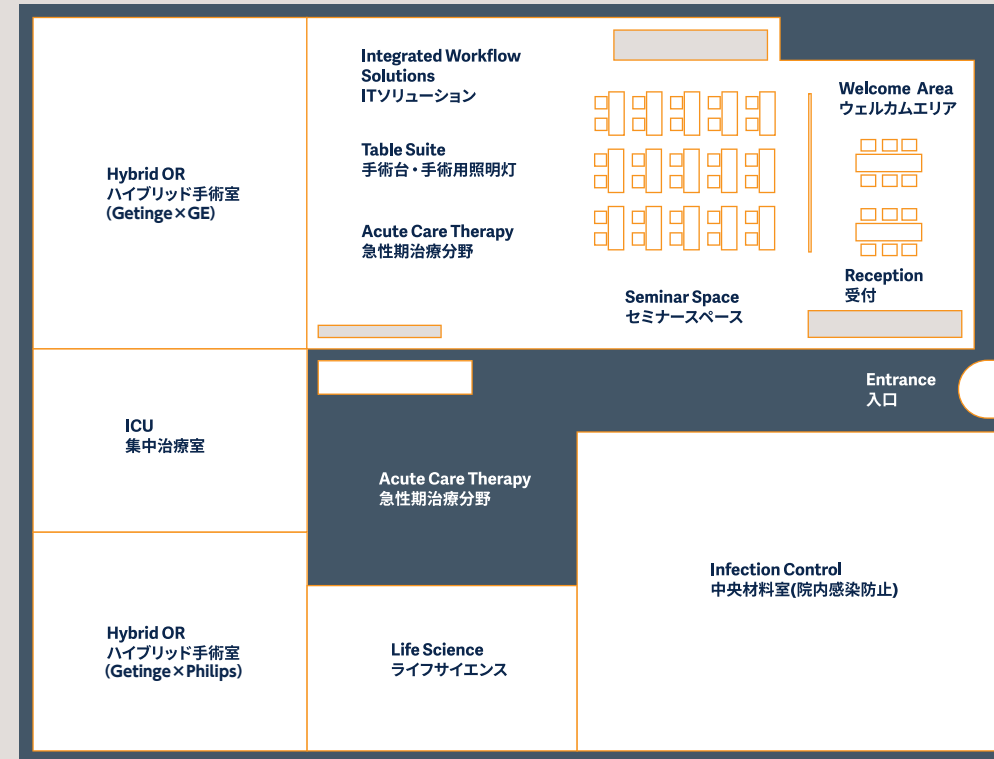 Integrated Workflow
Solutions
ITソリューション
Table Suite
手術台・手術用照明灯
Acute Care Therapy
急性期治療分野
Welcome Area
ウェルカムエリア
Hybrid OR
ハイブリッド手術室
(Getinge×GE)
Seminar Space
セミナースペース
Reception
受付
Entrance
入口
ICU
集中治療室
Acute Care Therapy
急性期治療分野
Infection Control
中央材料室(院内感染防止)
Hybrid OR
ハイブリッド手術室
(Getinge×Philips)
Life Science
ライフサイエンス